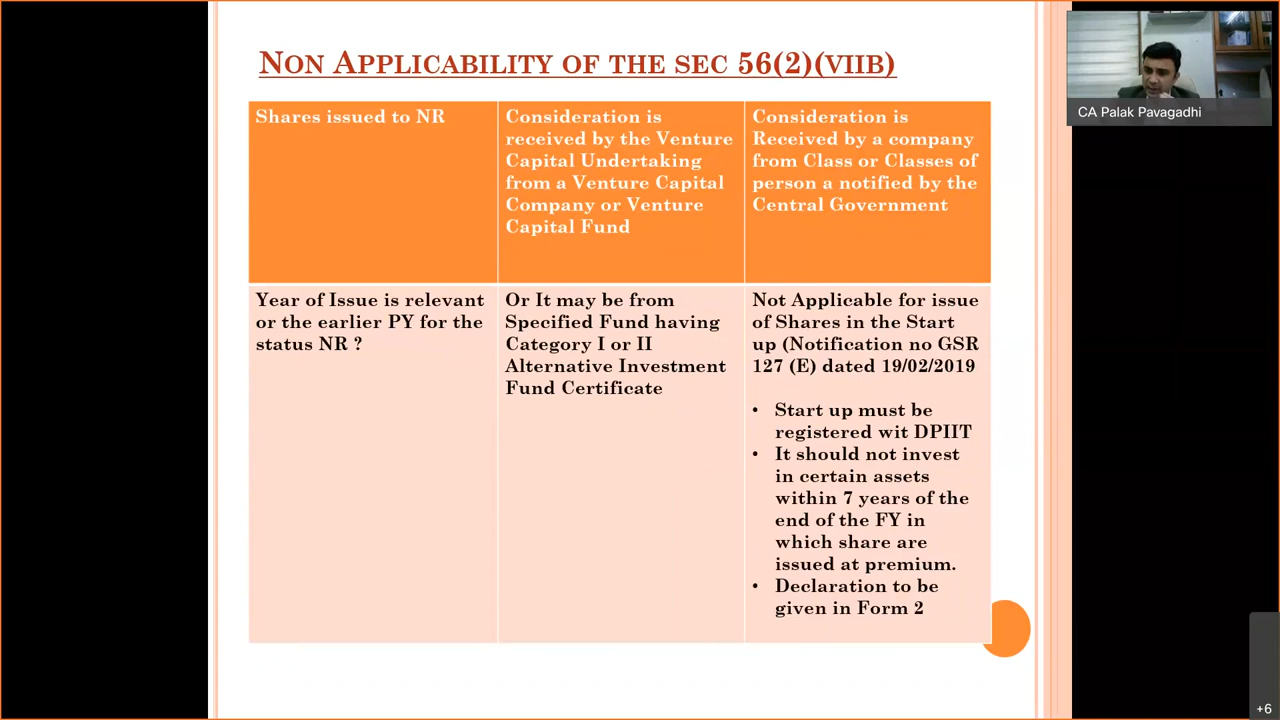 NON APPLICABILITY OF THE SEC 56(2)(VIIB)
Shares issued to NR
Consideration is
received by the Venture
Capital Undertaking
from a Venture Capital
Company or Venture
Capital Fund
Consideration is
Received by a company
from Class or Classes of
person a notified by the
Central Government
Year of Issue is relevant
or the earlier PY for the
status NR ?
Or It may be from
Specified Fund having
Category I or II
Alternative Investment
Fund Certificate
Not Applicable for issue
of Shares in the Start
up (Notification no GSR
127 (E) dated 19/02/2019
• Start up must be
registered wit DPIIT
• It should not invest
in certain assets
within 7 years of the
end of the FY in
which share are
issued at premium.
• Declaration to be
given in Form 2
CA Palak Pavagadhi
+6